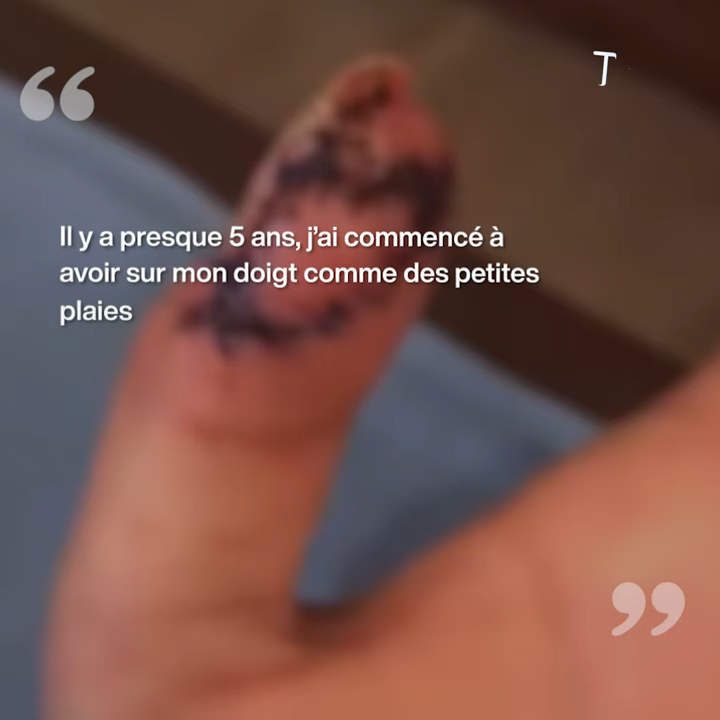 T
Il y a presque 5 ans, j'ai commencé à
avoir sur mon doigt comme des petites
plaies